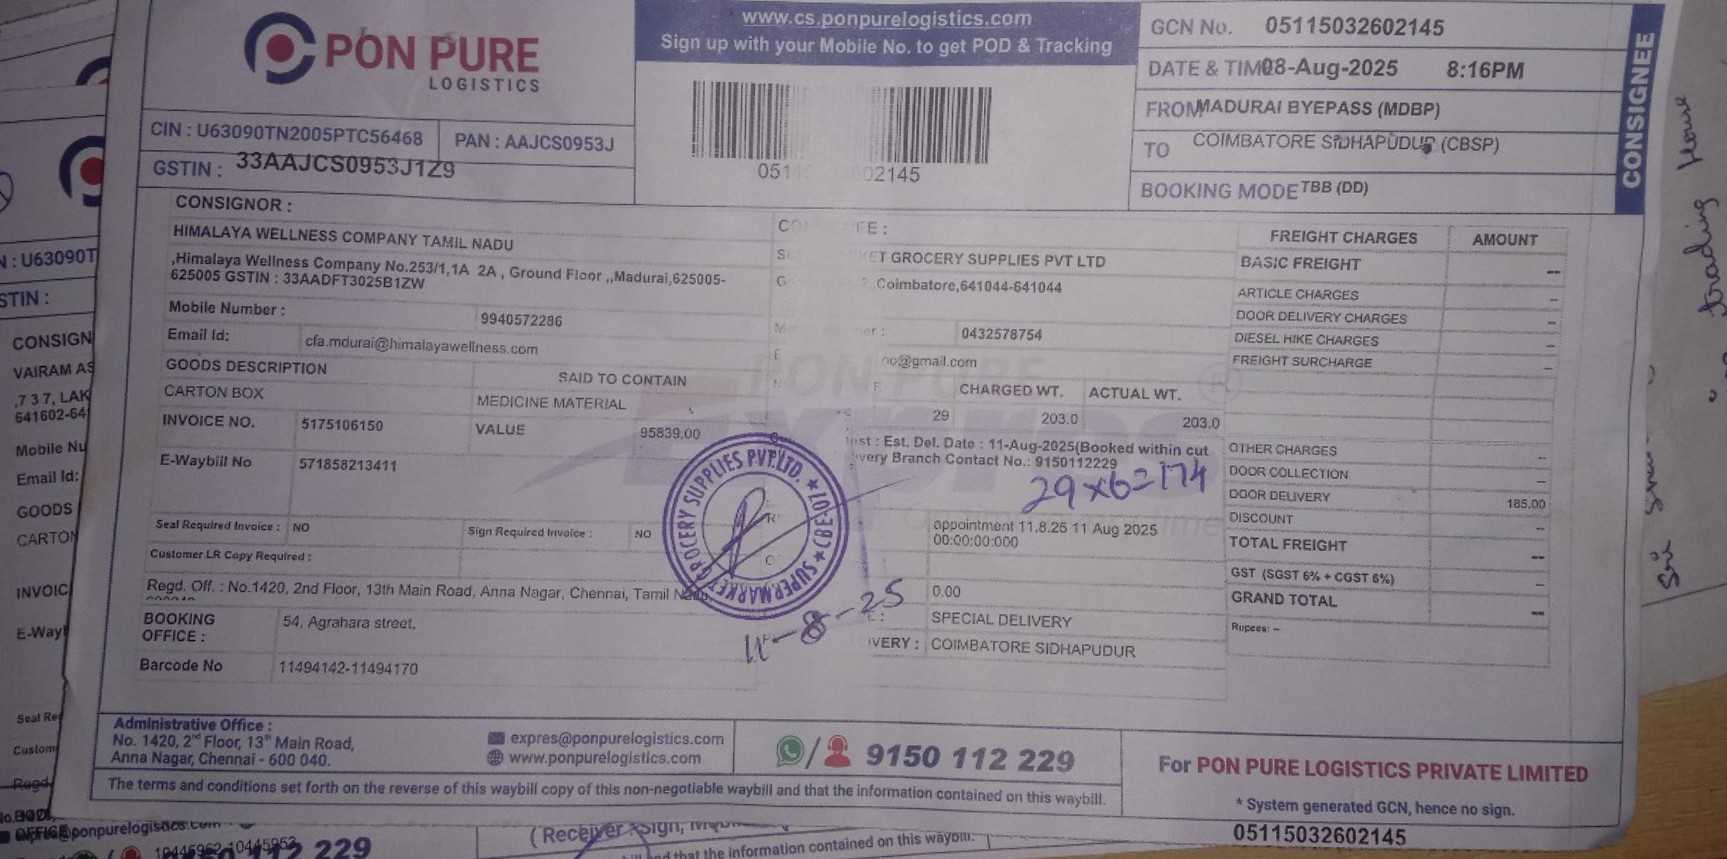 PON PURE
LOGISTICS
CIN : U63090TN2005PTC56468
PAN : AAJCS0953J
GSTIN : 33AAJCS0953J1Z9
www.cs.ponpurelogistics.com
Sign up with your Mobile No. to get POD & Tracking
02145
GCN No. 05115032602145
DATE & TIME 08-Aug-2025 8:16PM
FROM MADURAI BYEPASS (MDBP)
TO COIMBATORE SIDHAPUDUR (CBSP)
BOOKING MODE TBB (DD)
CONSIGNEE
CONSIGNOR :
HIMALAYA WELLNESS COMPANY TAMIL NADU
,Himalaya Wellness Company No.253/1,1A 2A , Ground Floor ,,Madurai,625005-
625005 GSTIN : 33AADFT3025B1ZW
Mobile Number : 9940572286
Email Id: cfa.mdurai@himalayawellness.com
GOODS DESCRIPTION SAID TO CONTAIN
CARTON BOX MEDICINE MATERIAL
INVOICE NO. 5175106150 VALUE 95839.00
E-Waybill No 571858213411
Seal Required Invoice : NO Sign Required Invoice : NO
Customer LR Copy Required :
Regd. Off. : No.1420, 2nd Floor, 13th Main Road, Anna Nagar, Chennai, Tamil
BOOKING OFFICE : 54, Agrahara street,
Barcode No 11494142-11494170
GROCERY SUPPLIES PVT LTD
Coimbatore,641044-641044
0432578754
@gmail.com
CHARGED WT. ACTUAL WT.
29 203.0 203.0
Est. Del. Date : 11-Aug-2025(Booked within cut
Branch Contact No.: 9150112229
29x6=174
appointment 11.8.25 11 Aug 2025
00:00:00:000
0.00
SPECIAL DELIVERY
COIMBATORE SIDHAPUDUR
SUPERMARKET GROCERY SUPPLIES PVT.LTD. (CBE-07)
11-8-25
FREIGHT CHARGES AMOUNT
BASIC FREIGHT --
ARTICLE CHARGES --
DOOR DELIVERY CHARGES --
DIESEL HIKE CHARGES --
FREIGHT SURCHARGE --
OTHER CHARGES --
DOOR COLLECTION --
DOOR DELIVERY 185.00
DISCOUNT --
TOTAL FREIGHT --
GST (SGST 6% + CGST 6%) --
GRAND TOTAL --
Rupees: --
Administrative Office :
No. 1420, 2nd Floor, 13th Main Road,
Anna Nagar, Chennai - 600 040.
expres@ponpurelogistics.com
www.ponpurelogistics.com
9150 112 229
The terms and conditions set forth on the reverse of this waybill copy of this non-negotiable waybill and that the information contained on this waybill.
For PON PURE LOGISTICS PRIVATE LIMITED
* System generated GCN, hence no sign.
05115032602145